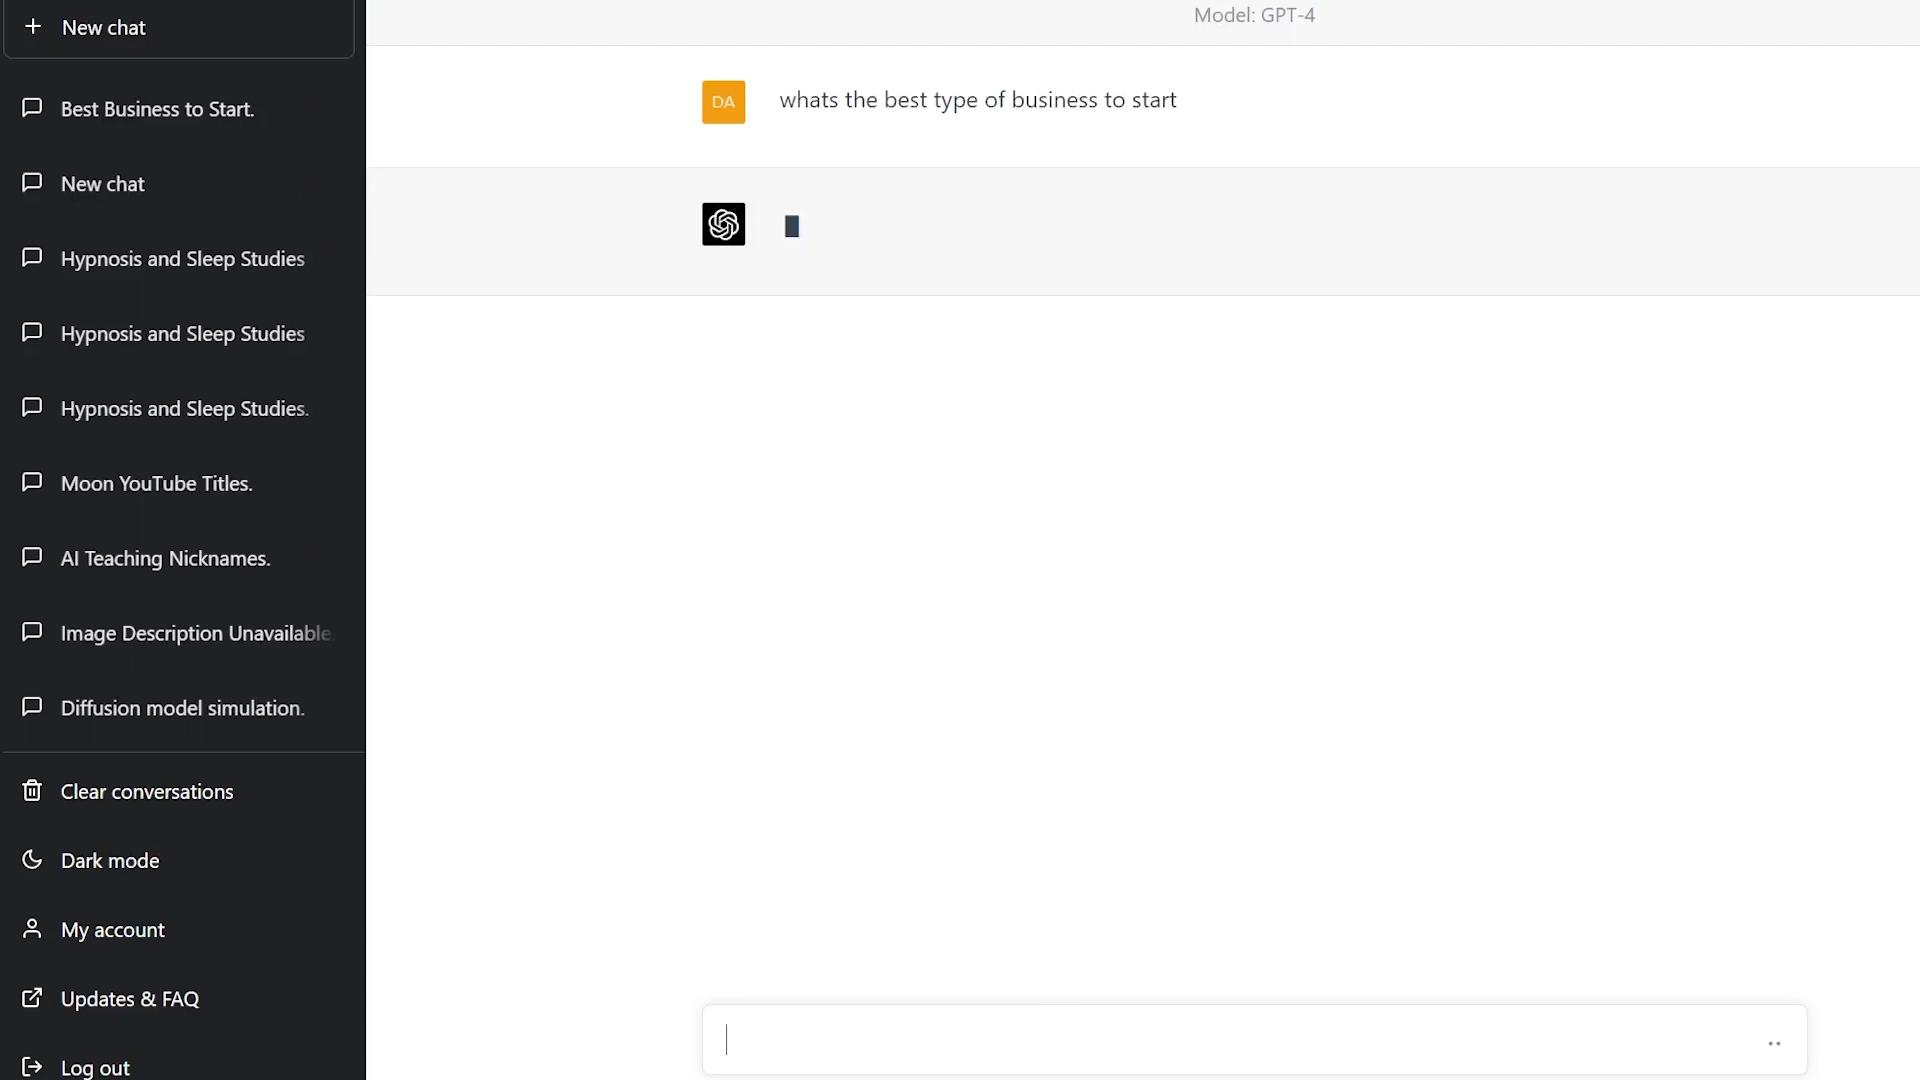 New chat
Best Business to Start.
New chat
Hypnosis and Sleep Studies
Hypnosis and Sleep Studies
Hypnosis and Sleep Studies.
Moon YouTube Titles.
AI Teaching Nicknames.
Image Description Unavailable.
Diffusion model simulation.
Clear conversations
Dark mode
My account
Updates & FAQ
Log out
Model: GPT-4
DA
whats the best type of business to start